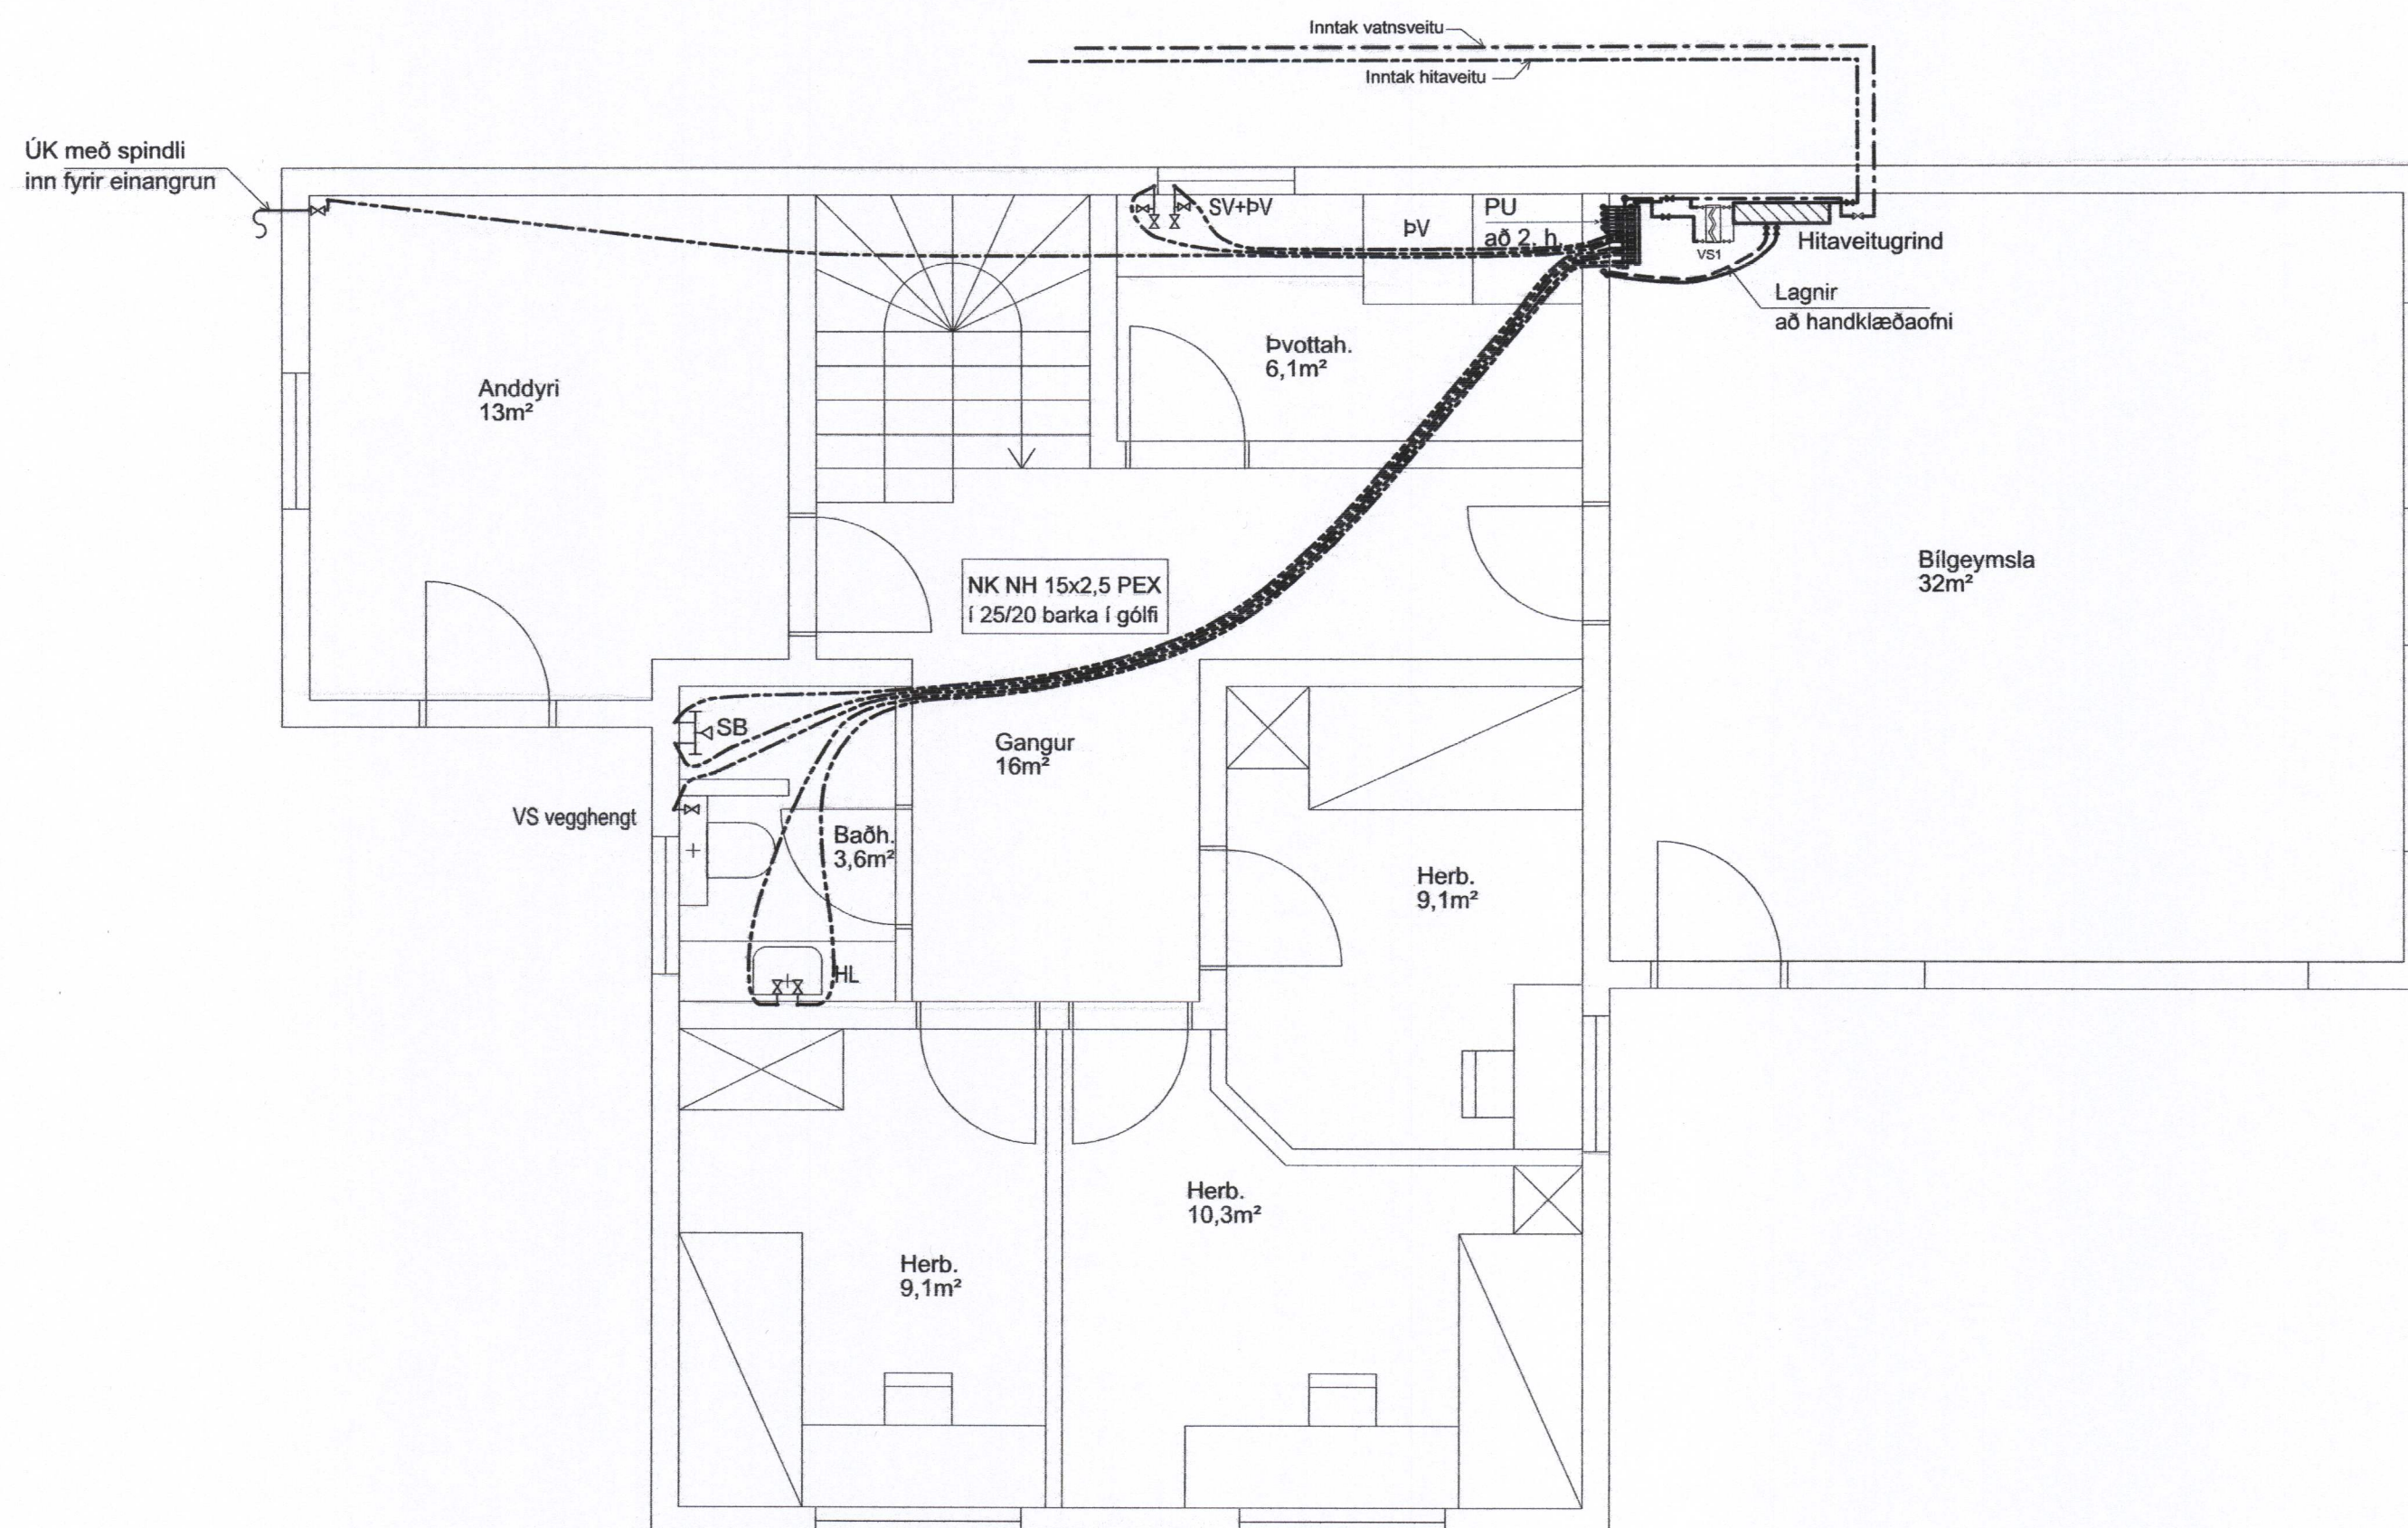 Inntak vatnsveitu
Inntak hitaveitu
ÚK með spindli
inn fyrir einangrun
SV+ÞV
ÞV
PU
að 2. h.
VS1
Hitaveitugrind
Lagnir
að handklæðaofni
Þvottah.
6,1m²
Anddyri
13m²
Bílgeymsla
32m²
NK NH 15x2,5 PEX
í 25/20 barka í gólfi
SB
Gangur
16m²
VS vegghengt
Baðh.
3,6m²
Herb.
9,1m²
HL
Herb.
10,3m²
Herb.
9,1m²